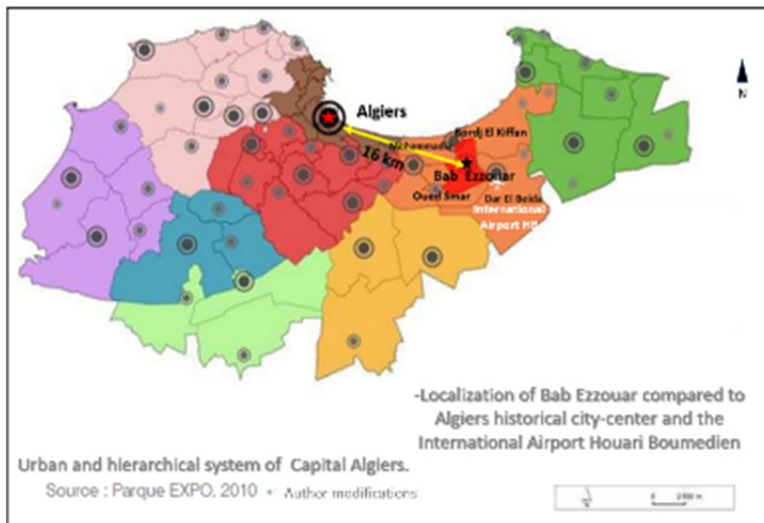 Algiers
N
Bordj El Kiffan
Mohammadia
16 km
Bab Ezzouar
Oued Smar
Dar El Beida
International
Airport HB
-Localization of Bab Ezzouar compared to
Algiers historical city-center and the
International Airport Houari Boumedien
Urban and hierarchical system of Capital Algiers.
Source : Parque EXPO, 2010 + Author modifications
0